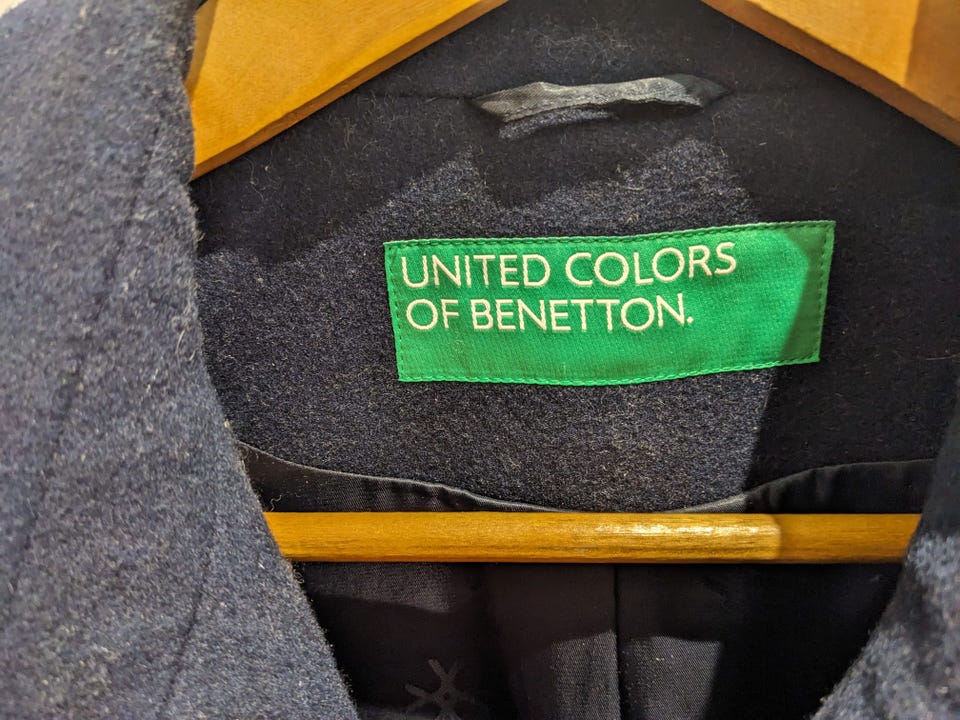 UNITED COLORS
OF BENETTON.